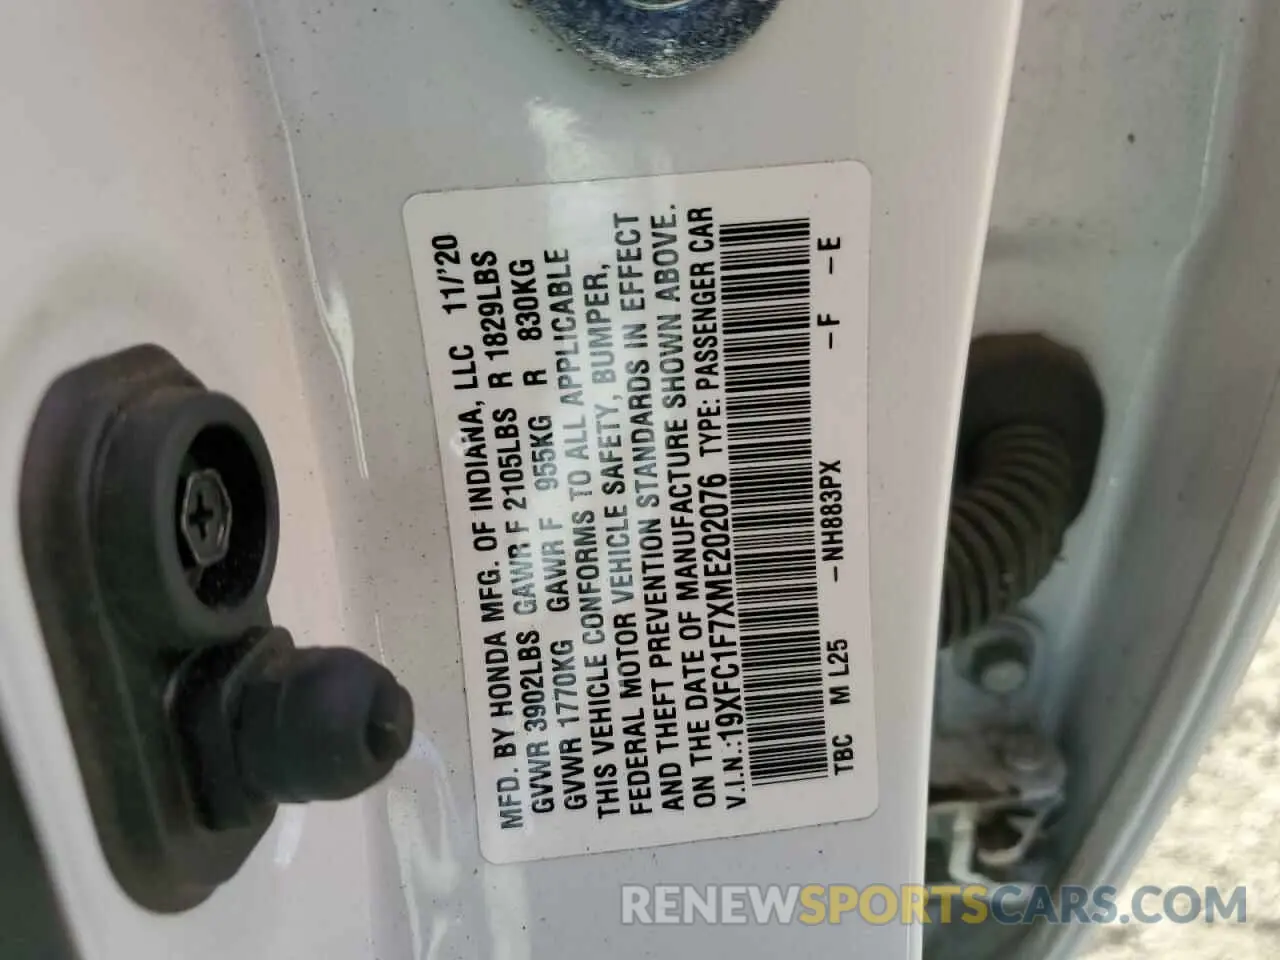 MFD. BY HONDA MFG. OF INDIANA, LLC 11/'20
GVWR 3902LBS GAWR F 2105LBS R 1829LBS
GVWR 1770KG GAWR F 955KG R 830KG
THIS VEHICLE CONFORMS TO ALL APPLICABLE
FEDERAL MOTOR VEHICLE SAFETY, BUMPER,
AND THEFT PREVENTION STANDARDS IN EFFECT
ON THE DATE OF MANUFACTURE SHOWN ABOVE.
V.I.N.:19XFC1F7XME202076 TYPE: PASSENGER CAR
TBC M L25 -NH883PX -F -E
RENEWSPORTSCARS.COM